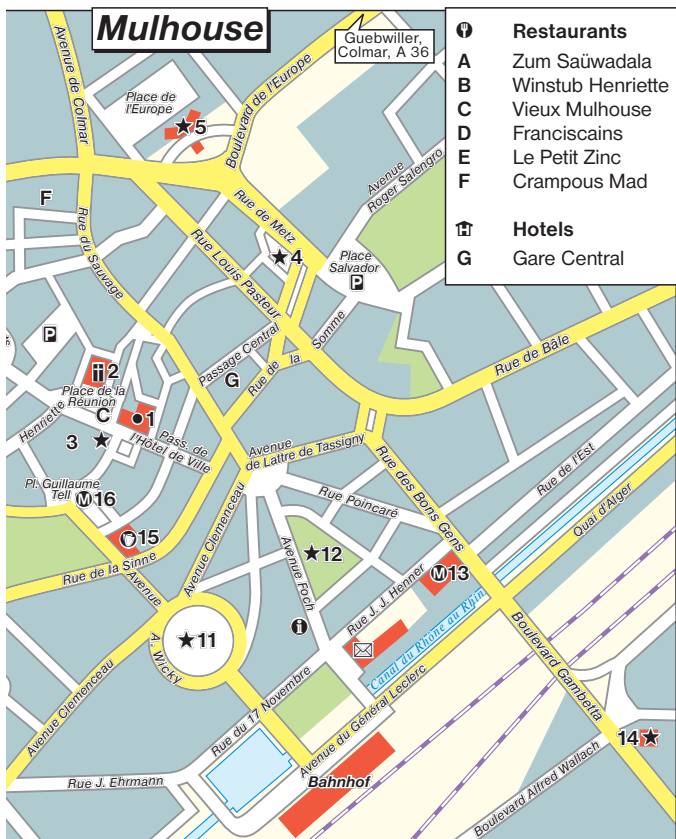 Mulhouse
Guebwiller,
Colmar, A 36
Restaurants
A Zum Saüwadala
B Winstub Henriette
C Vieux Mulhouse
D Franciscains
E Le Petit Zinc
F Crampous Mad
Hotels
G Gare Central
Avenue de Colmar
Place de
l'Europe
5
Boulevard de l'Europe
Avenue
Roger Salengro
F
Rue de Metz
Rue du Sauvage
Rue Louis Pasteur
4
Place
Salvador
P
P
Passage Central
Somme
Rue de la
G
Rue de Bâle
2
Place de la
Réunion
Henriette
C
1
3
Pass. de
l'Hôtel de Ville
Avenue
de Lattre de Tassigny
Pl. Guillaume
Tell
M 16
Rue Poincaré
Rue des Bons Gens
Rue de l'Est
Quai d'Alger
15
Rue de la Sinne
Avenue
A. Wicky
Avenue Clemenceau
12
Avenue Foch
M 13
Rue J. J. Henner
i
11
Canal du Rhône au Rhin
Boulevard Gambetta
Avenue Clemenceau
Rue du 17 Novembre
Avenue du Général Leclerc
14
Rue J. Ehrmann
Bahnhof
Boulevard Alfred Wallach